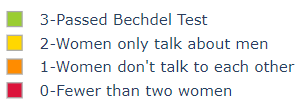 3-Passed Bechdel Test
2-Women only talk about men
1-Women don't talk to each other
0-Fewer than two women